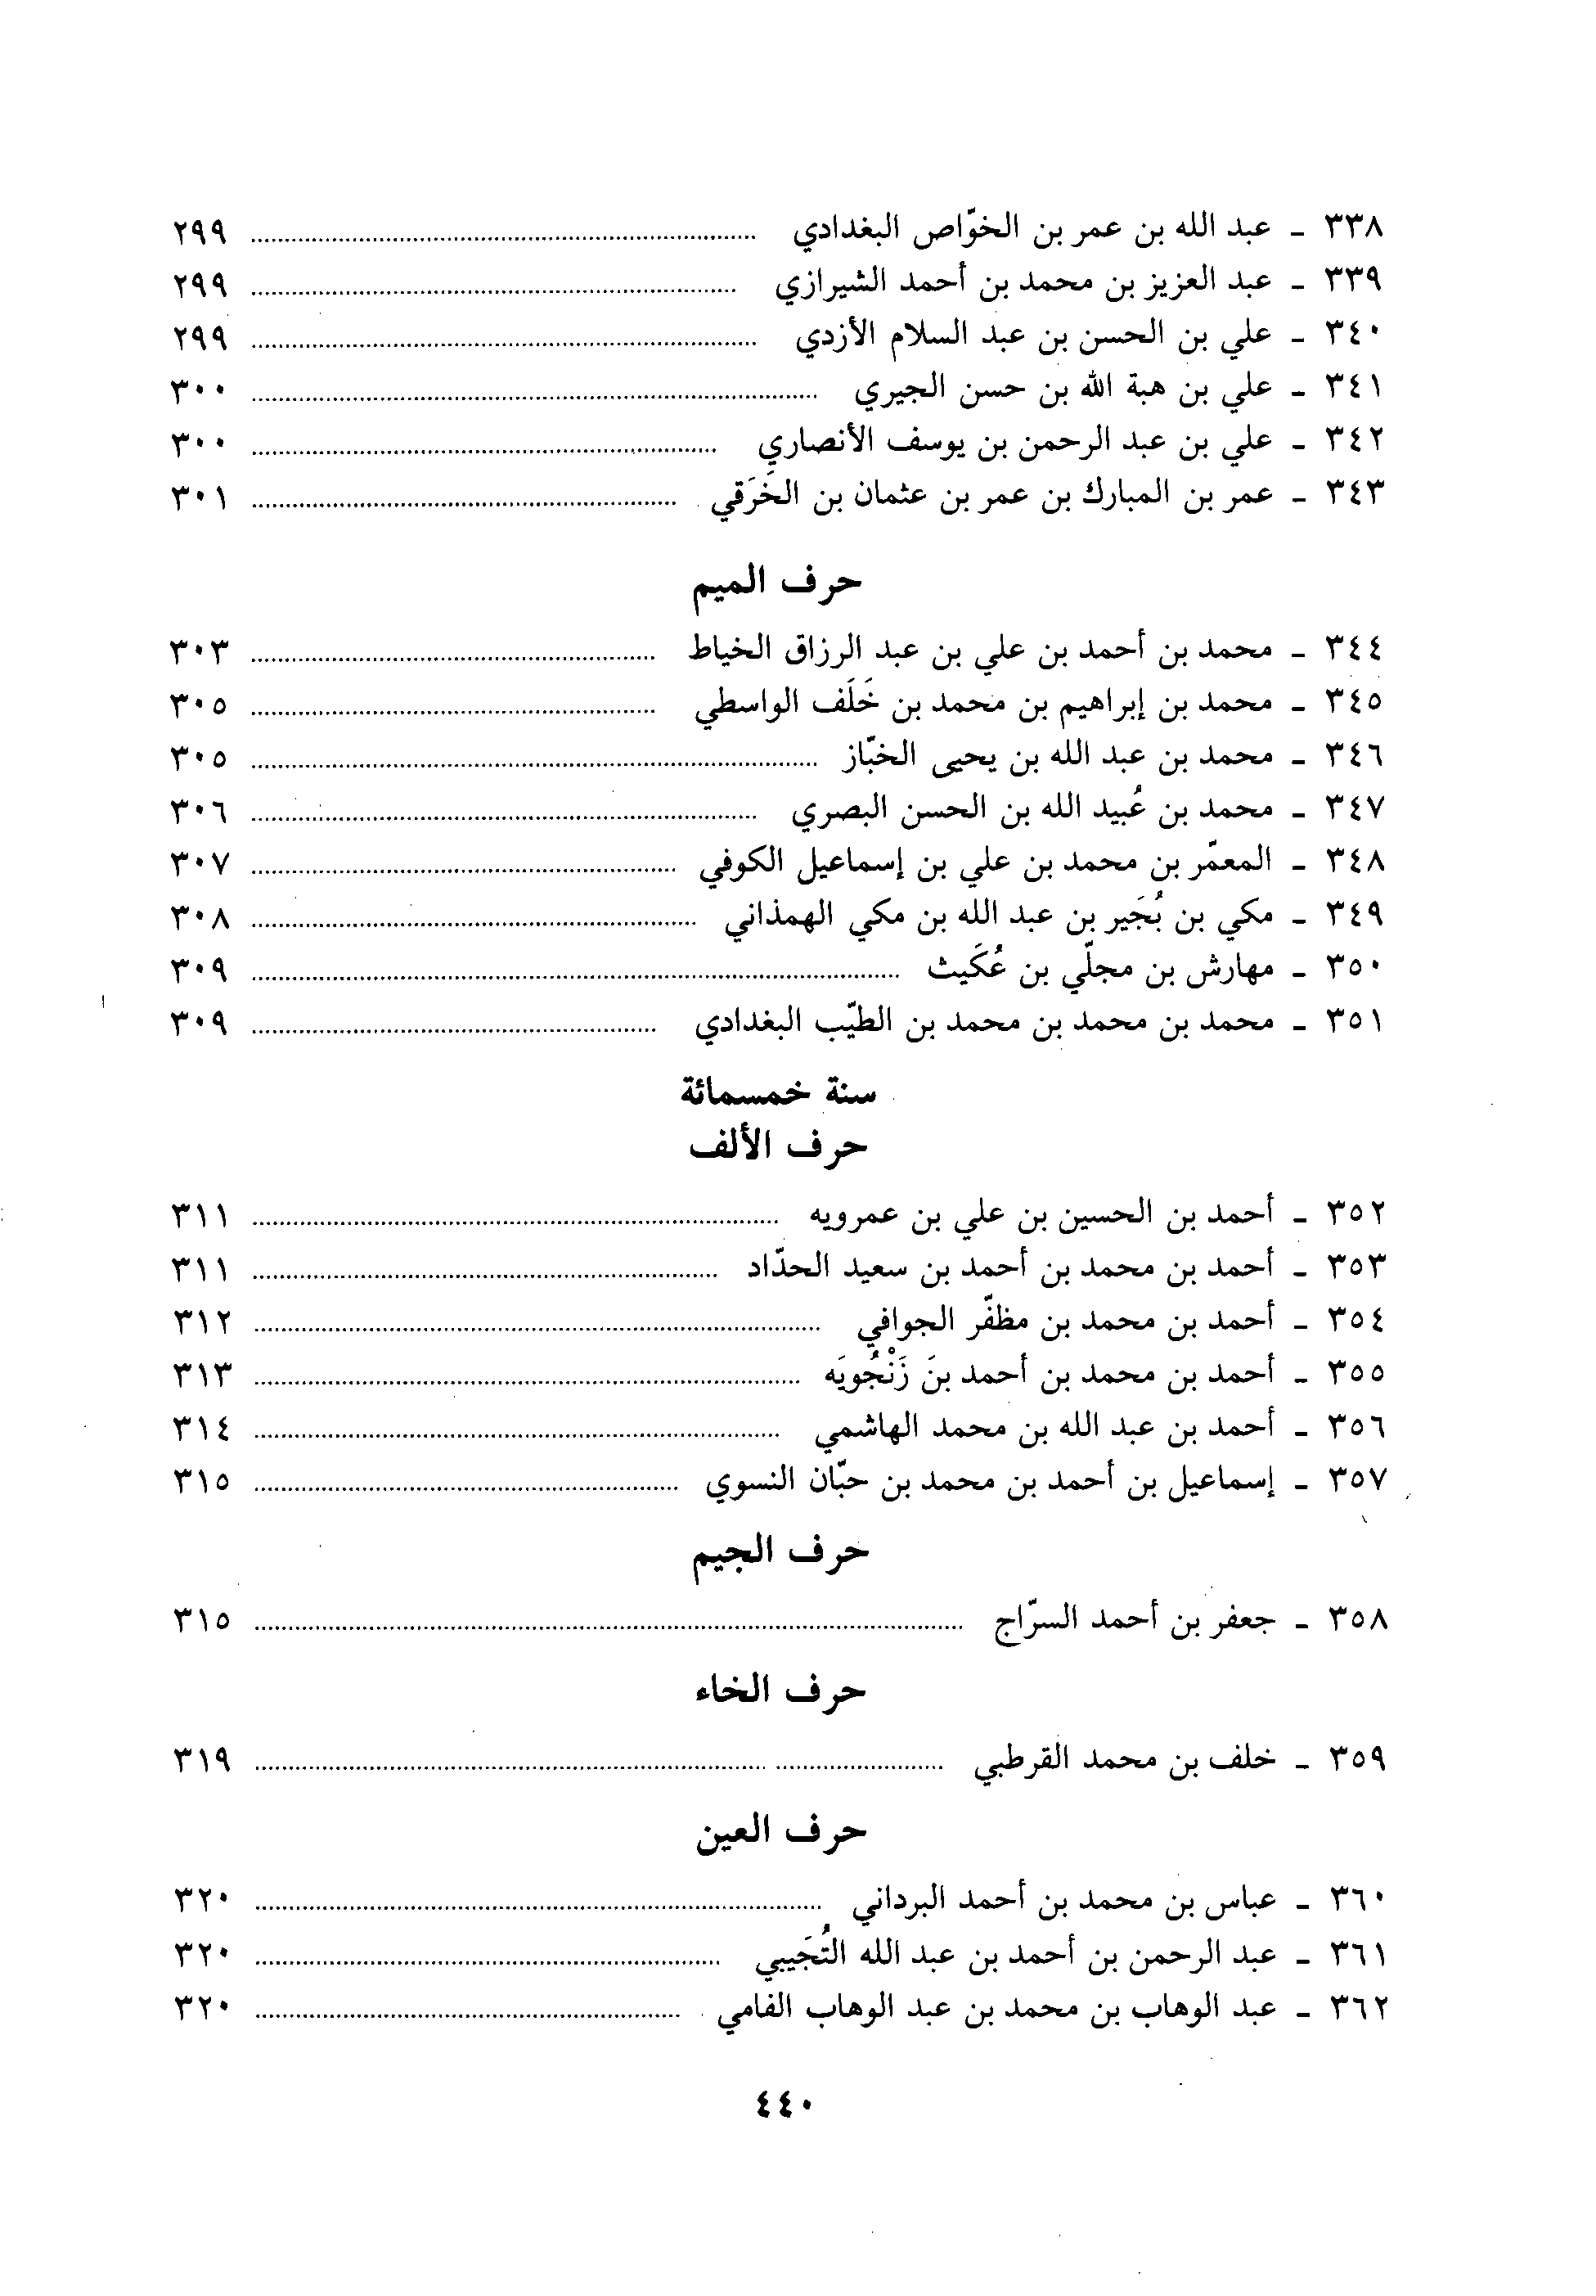 ٣٣٨ ـ عبد الله بن عمر بن الخوّاص البغدادي ........ ٢٩٩
٣٣٩ ـ عبد العزيز بن محمد بن أحمد الشيرازي ........ ٢٩٩
٣٤٠ ـ علي بن الحسن بن عبد السلام الأزدي ........ ٢٩٩
٣٤١ ـ علي بن هبة الله بن حسن الجيري ........ ٣٠٠
٣٤٢ ـ علي بن عبد الرحمن بن يوسف الأنصاري ........ ٣٠٠
٣٤٣ ـ عمر بن المبارك بن عمر بن عثمان بن الخَرَقي ........ ٣٠١
حرف الميم
٣٤٤ ـ محمد بن أحمد بن علي بن عبد الرزاق الخياط ........ ٣٠٣
٣٤٥ ـ محمد بن إبراهيم بن محمد بن خَلَف الواسطي ........ ٣٠٥
٣٤٦ ـ محمد بن عبد الله بن يحيى الخبّاز ........ ٣٠٥
٣٤٧ ـ محمد بن عُبيد الله بن الحسن البصري ........ ٣٠٦
٣٤٨ ـ المعمّر بن محمد بن علي بن إسماعيل الكوفي ........ ٣٠٧
٣٤٩ ـ مكي بن بُجَير بن عبد الله بن مكي الهمذاني ........ ٣٠٨
٣٥٠ ـ مهارش بن مجلّي بن عُكَيث ........ ٣٠٩
٣٥١ ـ محمد بن محمد بن محمد بن الطيّب البغدادي ........ ٣٠٩
سنة خمسمائة
حرف الألف
٣٥٢ ـ أحمد بن الحسين بن علي بن عمرويه ........ ٣١١
٣٥٣ ـ أحمد بن محمد بن أحمد بن سعيد الحدّاد ........ ٣١١
٣٥٤ ـ أحمد بن محمد بن مظفّر الجوافي ........ ٣١٢
٣٥٥ ـ أحمد بن محمد بن أحمد بنَ زَنْجُويَه ........ ٣١٣
٣٥٦ ـ أحمد بن عبد الله بن محمد الهاشمي ........ ٣١٤
٣٥٧ ـ إسماعيل بن أحمد بن محمد بن حبّان النسوي ........ ٣١٥
حرف الجيم
٣٥٨ ـ جعفر بن أحمد السرّاج ........ ٣١٥
حرف الخاء
٣٥٩ ـ خلف بن محمد القرطبي ........ ٣١٩
حرف العين
٣٦٠ ـ عباس بن محمد بن أحمد البرداني ........ ٣٢٠
٣٦١ ـ عبد الرحمن بن أحمد بن عبد الله التُجَيبي ........ ٣٢٠
٣٦٢ ـ عبد الوهاب بن محمد بن عبد الوهاب الفامي ........ ٣٢٠
٤٤٠